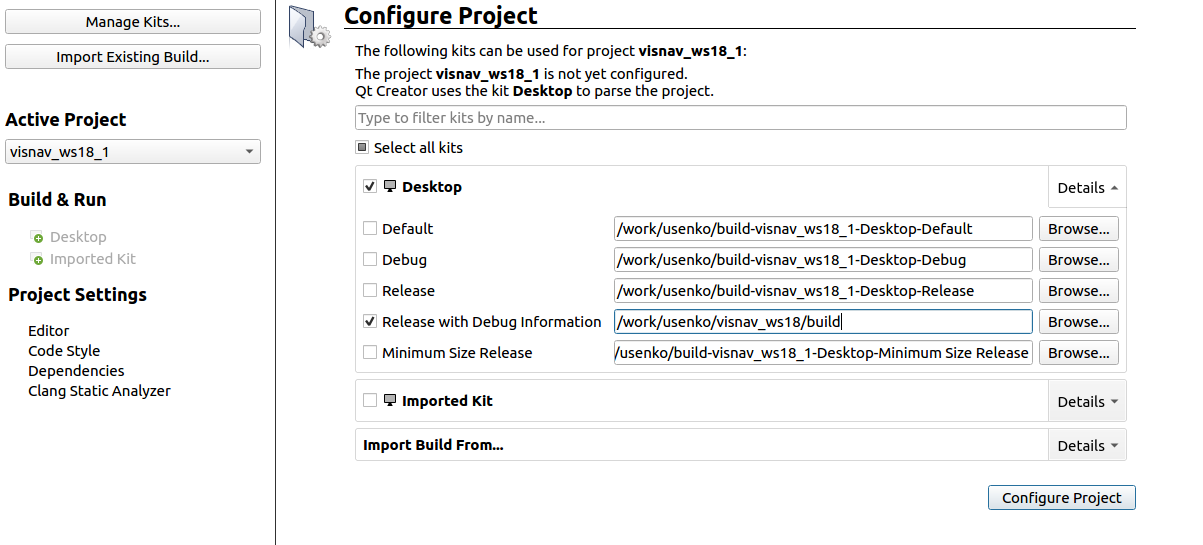 Manage Kits...
Import Existing Build...
Active Project
visnav_ws18_1
Build & Run
Desktop
Imported Kit
Project Settings
Editor
Code Style
Dependencies
Clang Static Analyzer
Configure Project
The following kits can be used for project visnav_ws18_1:
The project visnav_ws18_1 is not yet configured.
Qt Creator uses the kit Desktop to parse the project.
Type to filter kits by name...
Select all kits
Desktop Details
Default /work/usenko/build-visnav_ws18_1-Desktop-Default Browse...
Debug /work/usenko/build-visnav_ws18_1-Desktop-Debug Browse...
Release /work/usenko/build-visnav_ws18_1-Desktop-Release Browse...
Release with Debug Information /work/usenko/visnav_ws18/build Browse...
Minimum Size Release /usenko/build-visnav_ws18_1-Desktop-Minimum Size Release Browse...
Imported Kit Details
Import Build From... Details
Configure Project